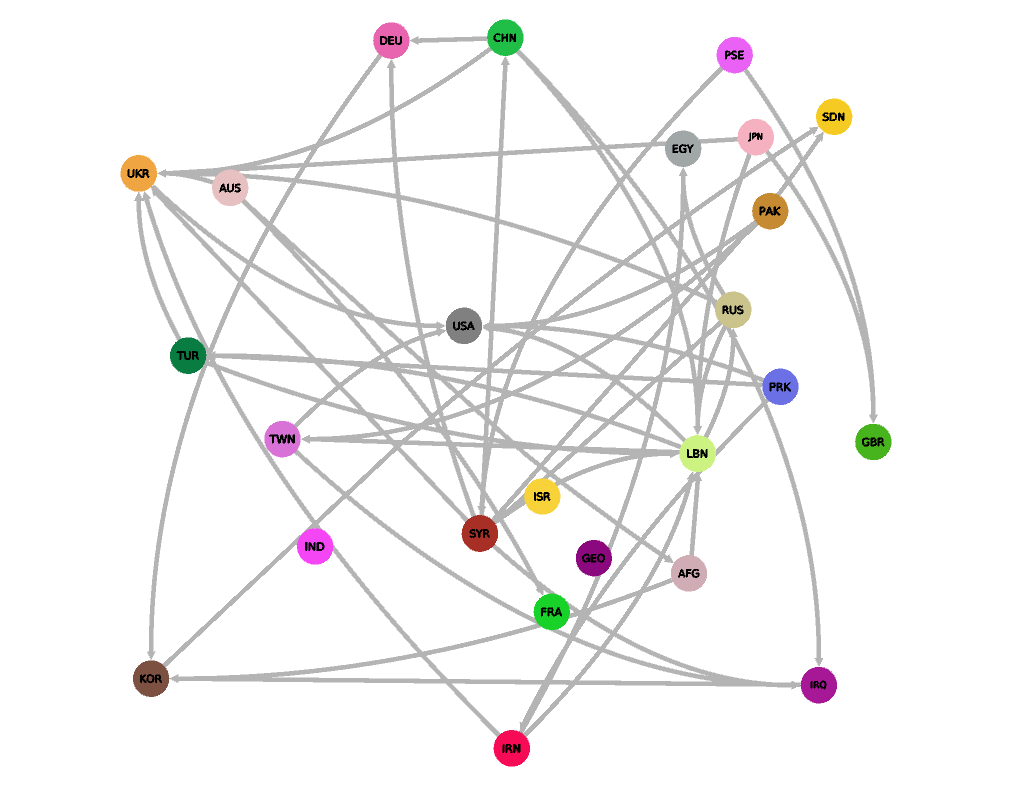 CHN
DEU
PSE
SDN
JPN
EGY
UKR
AUS
PAK
RUS
USA
TUR
PRK
TWN
GBR
LBN
ISR
SYR
IND
GEO
AFG
FRA
KOR
IRQ
IRN